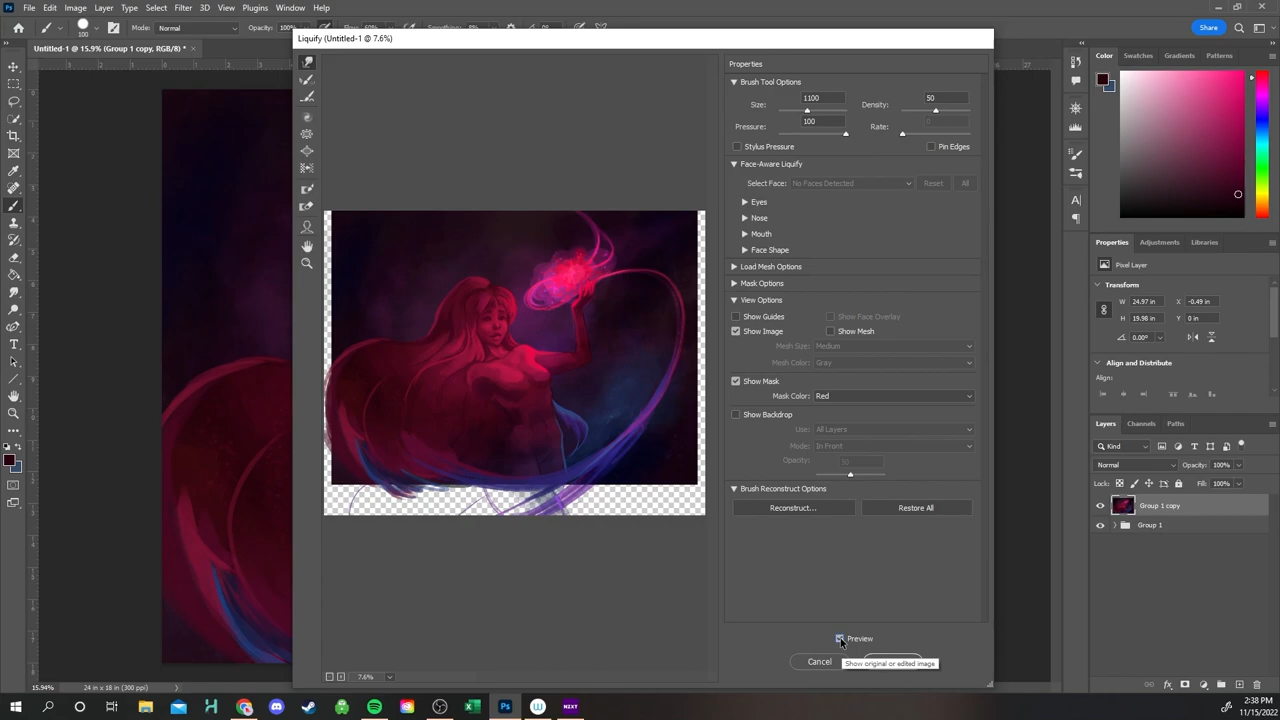 File Edit Image Layer Type Select Filter 3D View Plugins Window Help
100 Mode: Normal Opacity: 100% Share
Untitled-1 @ 15.9% (Group 1 copy, RGB/8) *
Liquify (Untitled-1 @ 7.6%)
Properties
Brush Tool Options
Size: 1100 Density: 50
Pressure: 100 Rate: 0
Stylus Pressure Pin Edges
Face-Aware Liquify
Select Face: No Faces Detected Reset All
Eyes
Nose
Mouth
Face Shape
Load Mesh Options
Mask Options
View Options
Show Guides Show Face Overlay
Show Image Show Mesh
Mesh Size: Medium
Mesh Color: Gray
Show Mask
Mask Color: Red
Show Backdrop
Use: All Layers
Mode: In Front
Opacity: 50
Brush Reconstruct Options
Reconstruct... Restore All
Preview
Cancel
Show original or edited image
7.6%
Color Swatches Gradients Patterns
Properties Adjustments Libraries
Pixel Layer
Transform
W 24.97 in X -0.49 in
H 19.98 in Y 0 in
0.00°
Align and Distribute
Align:
Layers Channels Paths
Kind
Normal Opacity: 100%
Lock: Fill: 100%
Group 1 copy
Group 1
15.94% 24 in x 18 in (300 ppi)
2:38 PM
11/15/2022